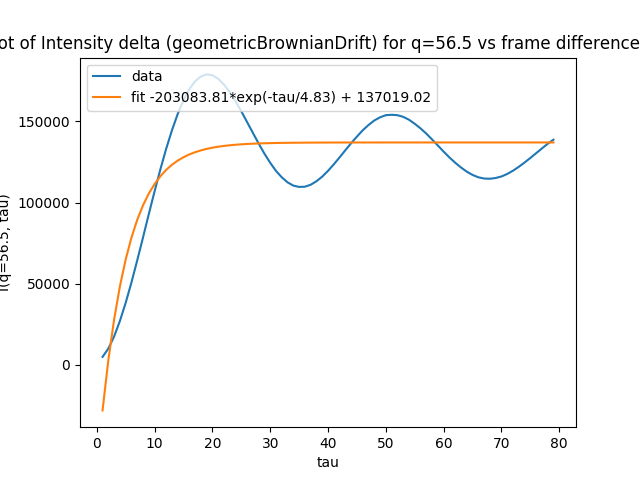 ot of Intensity delta (geometricBrownianDrift) for q=56.5 vs frame difference
data
fit -203083.81*exp(-tau/4.83) + 137019.02
150000
100000
50000
0
I(q=56.5, tau)
0 10 20 30 40 50 60 70 80
tau